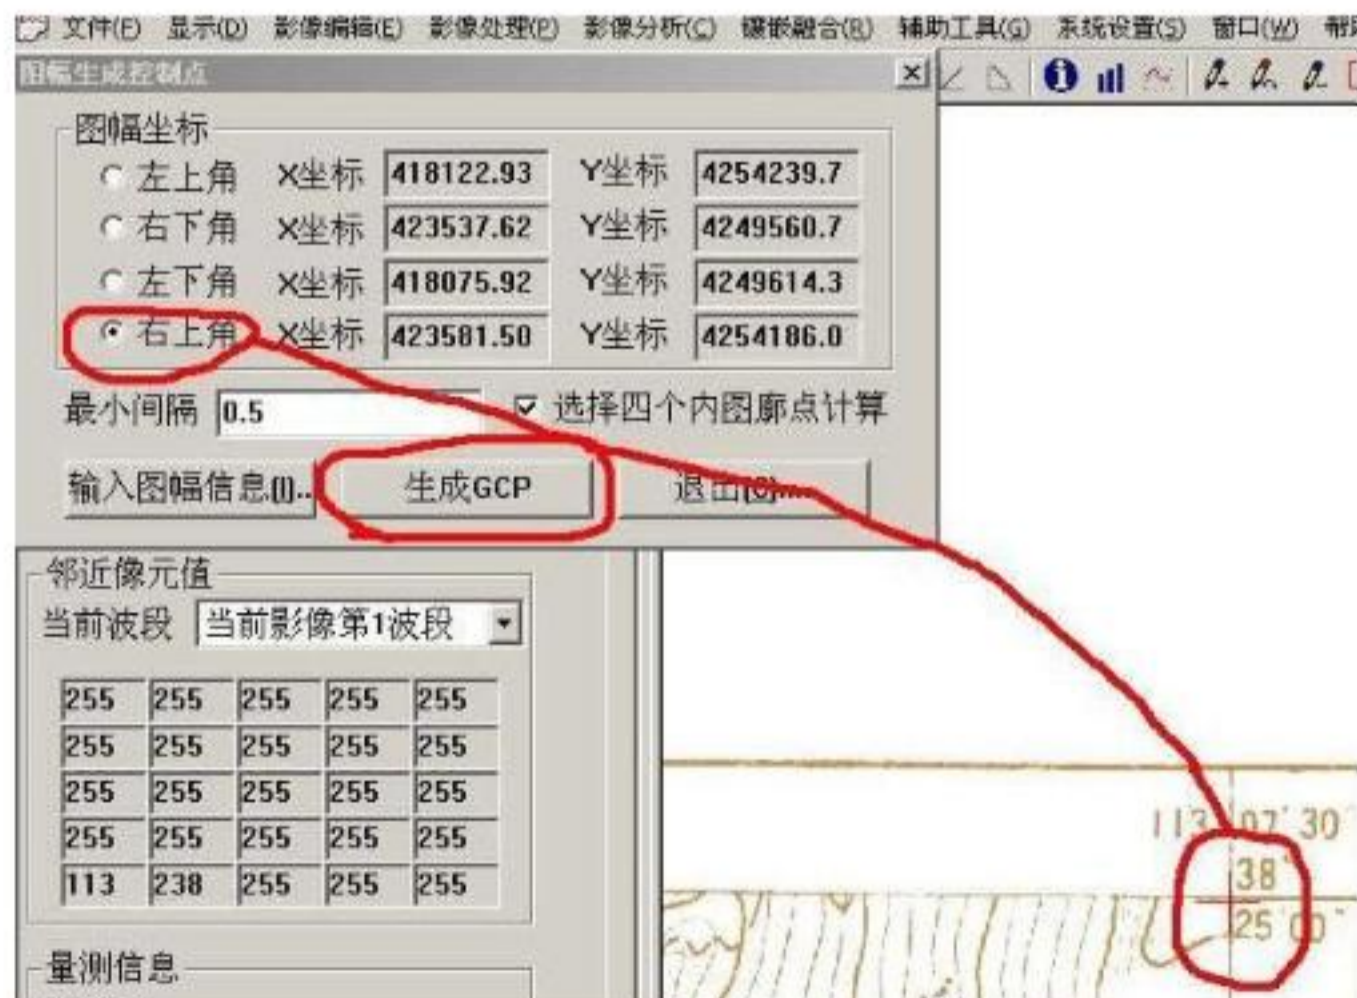 文件(F) 显示(D) 影像编辑(E) 影像处理(P) 影像分析(C) 镶嵌融合(R) 辅助工具(G) 系统设置(S) 窗口(W) 帮
图幅生成控制点
图幅坐标
左上角 X坐标 418122.93 Y坐标 4254239.7
右下角 X坐标 423537.62 Y坐标 4249560.7
左下角 X坐标 418075.92 Y坐标 4249614.3
右上角 X坐标 423581.50 Y坐标 4254186.0
最小间隔 0.5 选择四个内图廓点计算
输入图幅信息(I)... 生成GCP 退出
邻近像元值
当前波段 当前影像第1波段
255 255 255 255 255
255 255 255 255 255
255 255 255 255 255
255 255 255 255 255
113 238 255 255 255
量测信息
113 07′30
38°
25′00″